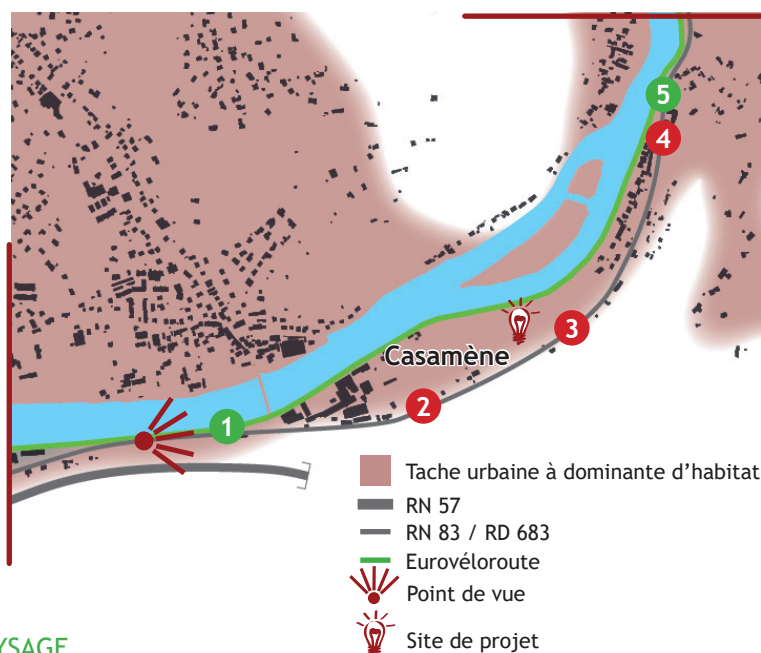 5
4
3
Casamène
2
1
Tache urbaine à dominante d'habitat
RN 57
RN 83 / RD 683
Eurovéloroute
Point de vue
Site de projet
YSAGE